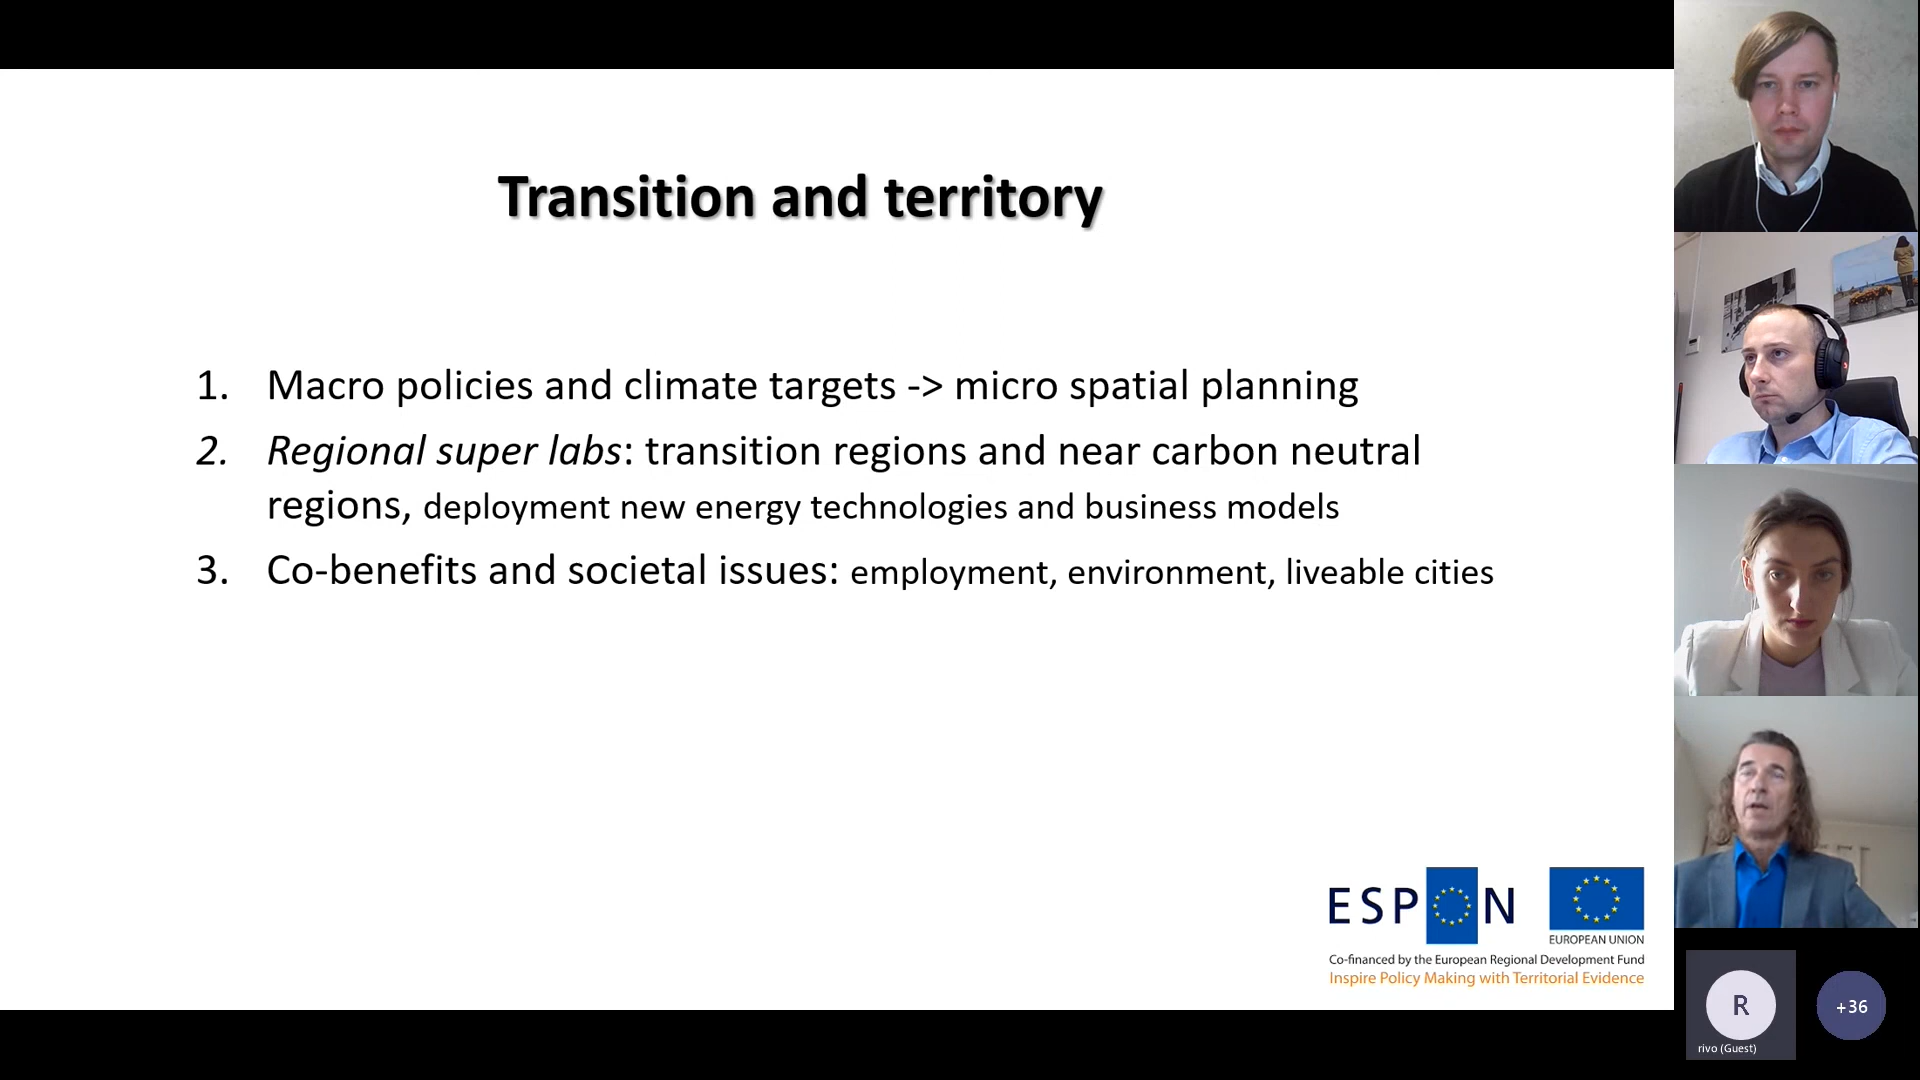 Transition and territory
1. Macro policies and climate targets -> micro spatial planning
2. Regional super labs: transition regions and near carbon neutral
regions, deployment new energy technologies and business models
3. Co-benefits and societal issues: employment, environment, liveable cities
ESPON
EUROPEAN UNION
Co-financed by the European Regional Development Fund
Inspire Policy Making with Territorial Evidence
R
rivo (Guest)
+36